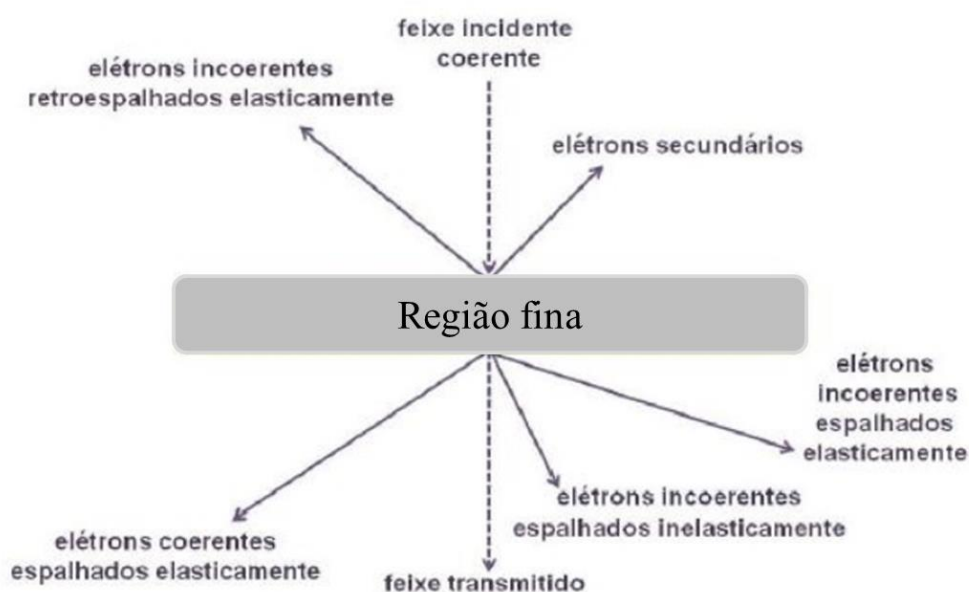 feixe incidente
coerente
elétrons incoerentes
retroespalhados elasticamente
elétrons secundários
Região fina
elétrons
incoerentes
espalhados
elasticamente
elétrons incoerentes
espalhados inelasticamente
elétrons coerentes
espalhados elasticamente
feixe transmitido